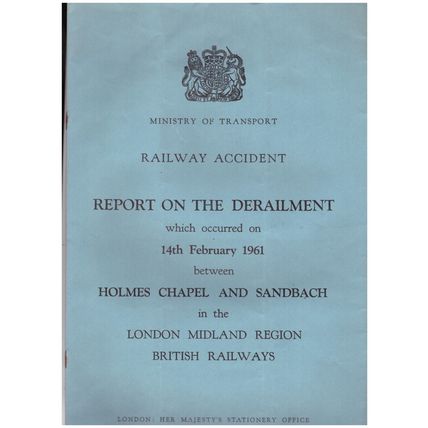 MINISTRY OF TRANSPORT
RAILWAY ACCIDENT
REPORT ON THE DERAILMENT
which occurred on
14th February 1961
between
HOLMES CHAPEL AND SANDBACH
in the
LONDON MIDLAND REGION
BRITISH RAILWAYS
LONDON: HER MAJESTY'S STATIONERY OFFICE